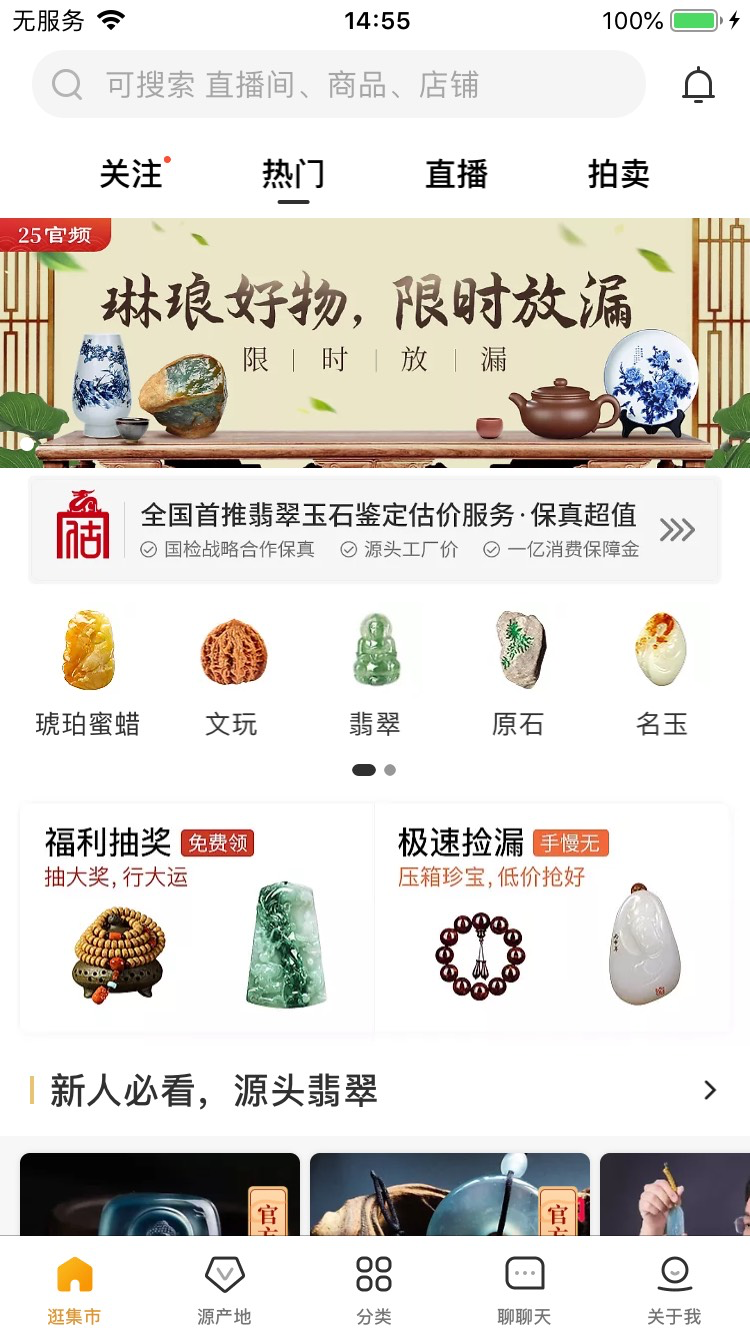 无服务 14:55 100%
可搜索 直播间、商品、店铺
关注 热门 直播 拍卖
25官频
琳琅好物，限时放漏
限 | 时 | 放 | 漏
估
全国首推翡翠玉石鉴定估价服务·保真超值
国检战略合作保真 源头工厂价 一亿消费保障金
琥珀蜜蜡 文玩 翡翠 原石 名玉
福利抽奖 免费领
抽大奖, 行大运
极速捡漏 手慢无
压箱珍宝, 低价抢好
新人必看，源头翡翠
官方 官方 官
逛集市 源产地 分类 聊聊天 关于我